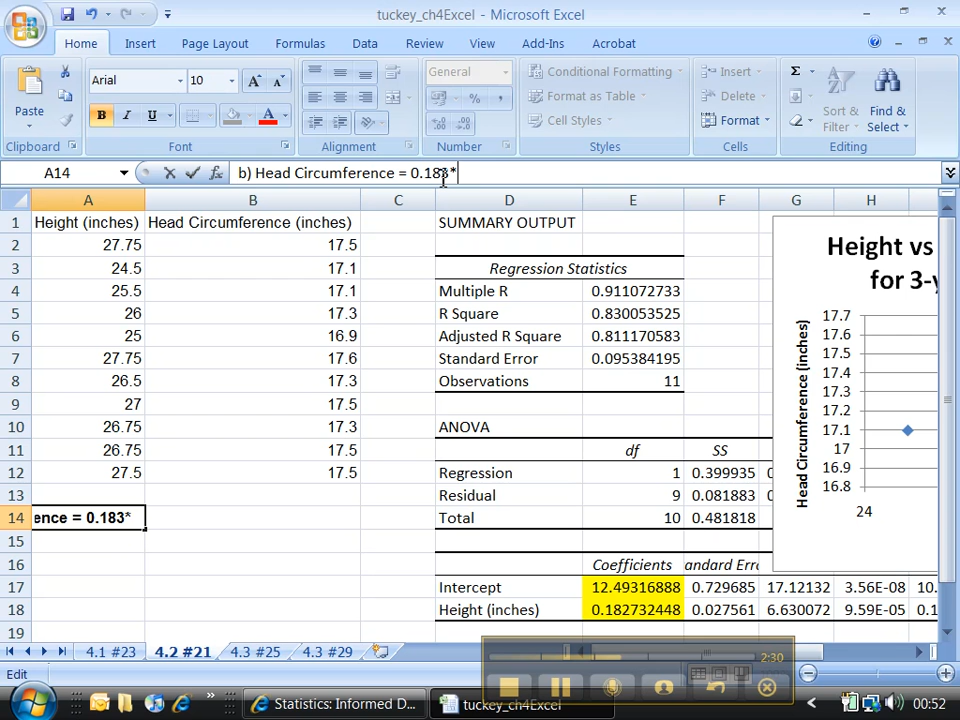 tuckey_ch4Excel - Microsoft Excel
Home Insert Page Layout Formulas Data Review View Add-Ins Acrobat
Paste
Arial 10
B I U A
General
$ % ,
Conditional Formatting
Format as Table
Cell Styles
Insert
Delete
Format
Σ
Sort & Filter
Find & Select
Clipboard Font Alignment Number Styles Cells Editing
A14 fx b) Head Circumference = 0.183*
A B C D E F G H
1 Height (inches) Head Circumference (inches) SUMMARY OUTPUT
2 27.75 17.5
3 24.5 17.1 Regression Statistics
4 25.5 17.1 Multiple R 0.911072733
5 26 17.3 R Square 0.830053525
6 25 16.9 Adjusted R Square 0.811170583
7 27.75 17.6 Standard Error 0.095384195
8 26.5 17.3 Observations 11
9 27 17.5
10 26.75 17.3 ANOVA
11 26.75 17.5 df SS
12 27.5 17.5 Regression 1 0.399935 0
13 Residual 9 0.081883 0
14 ence = 0.183* Total 10 0.481818
15
16 Coefficients andard Erro
17 Intercept 12.49316888 0.729685 17.12132 3.56E-08 10.
18 Height (inches) 0.182732448 0.027561 6.630072 9.59E-05 0.1
19
Height vs
for 3-y
Head Circumference (inches)
17.7
17.6
17.5
17.4
17.3
17.2
17.1
17
16.9
16.8
24
4.1 #23 4.2 #21 4.3 #25 4.3 #29
Edit
2:30
Statistics: Informed D...
tuckey_ch4Excel
00:52